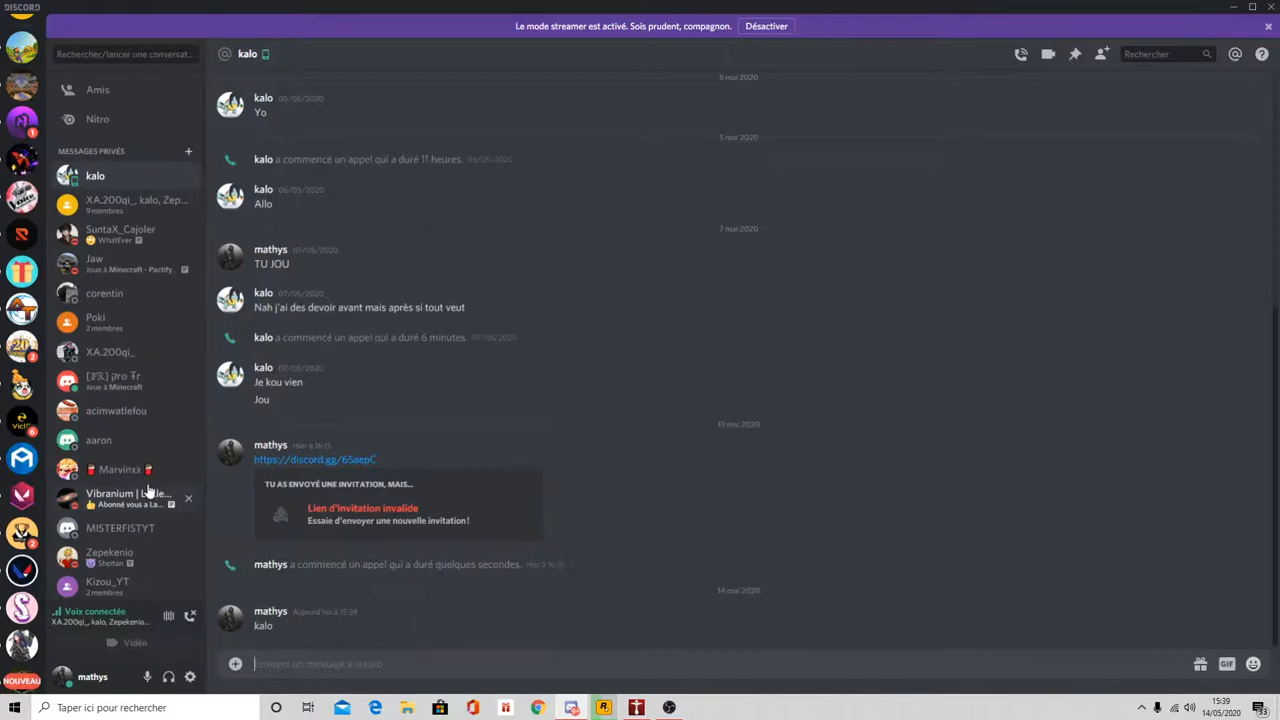 DISCORD
Le mode streamer est activé. Sois prudent, compagnon.
Désactiver
Rechercher/lancer une conversat...
kalo
Rechercher
Amis
Nitro
MESSAGES PRIVÉS
kalo
XA.200qi_, kalo, Zep...
9 membres
SuntaX_Cajoler
WhatEver
Jaw
Joue à Minecraft - Pactify
corentin
Poki
2 membres
XA.200qi_
Joue à Minecraft
acimwatlefou
aaron
Marvinxx
Vibranium |
Abonné vous a La...
MISTERFISTYT
Zepekenio
Sheitan
Kizou_YT
2 membres
Voix connectée
XA.200qi_, kalo, Zepekenio...
Vidéo
mathys
NOUVEAU
5 mai 2020
kalo 05/05/2020
Yo
5 mai 2020
kalo a commencé un appel qui a duré 11 heures. 06/05/2020
kalo 06/05/2020
Allo
7 mai 2020
mathys 07/05/2020
TU JOU
kalo 07/05/2020
Nah j'ai des devoir avant mais après si tout veut
kalo a commencé un appel qui a duré 6 minutes. 07/05/2020
kalo 07/05/2020
Je kou vien
Jou
13 mai 2020
mathys Hier à 16:15
https://discord.gg/65aepC
TU AS ENVOYÉ UNE INVITATION, MAIS...
Lien d'invitation invalide
Essaie d'envoyer une nouvelle invitation!
mathys a commencé un appel qui a duré quelques secondes. Hier à
14 mai 2020
mathys Aujourd'hui à 15:39
kalo
Envoyer un message à @kalo
GIF
Taper ici pour rechercher
15:39
14/05/2020